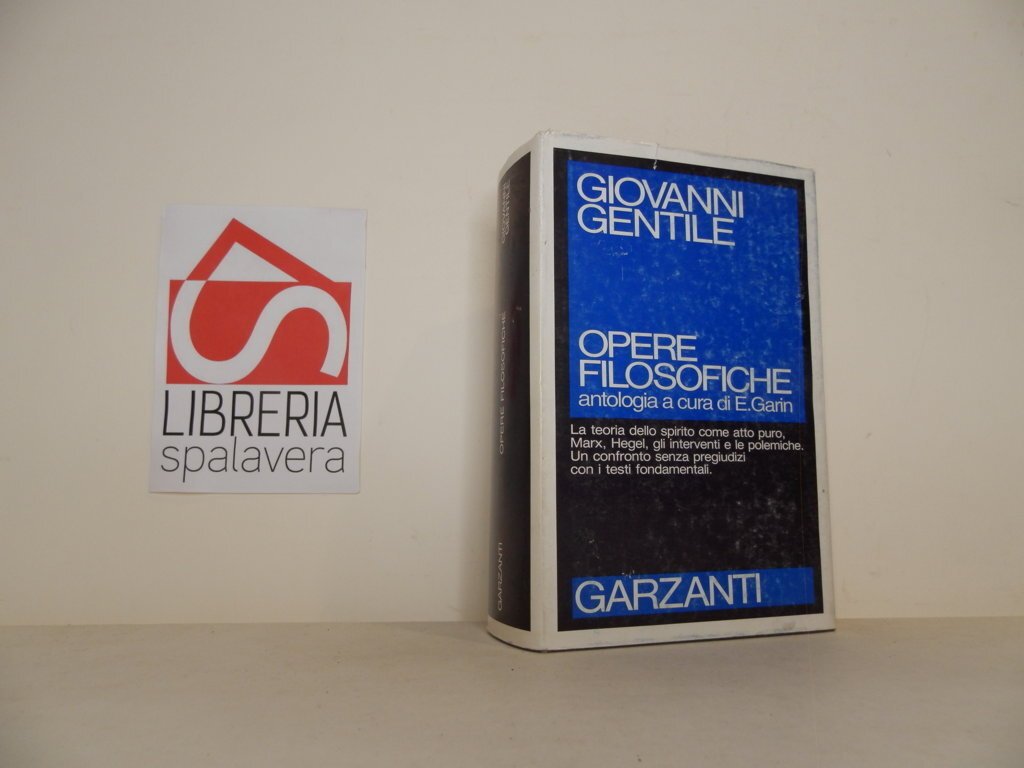 LIBRERIA
spalavera
GIOVANNI
GENTILE
OPERE FILOSOFICHE
GARZANTI
GIOVANNI
GENTILE
OPERE
FILOSOFICHE
antologia a cura di E.Garin
La teoria dello spirito come atto puro,
Marx, Hegel, gli interventi e le polemiche.
Un confronto senza pregiudizi
con i testi fondamentali.
GARZANTI